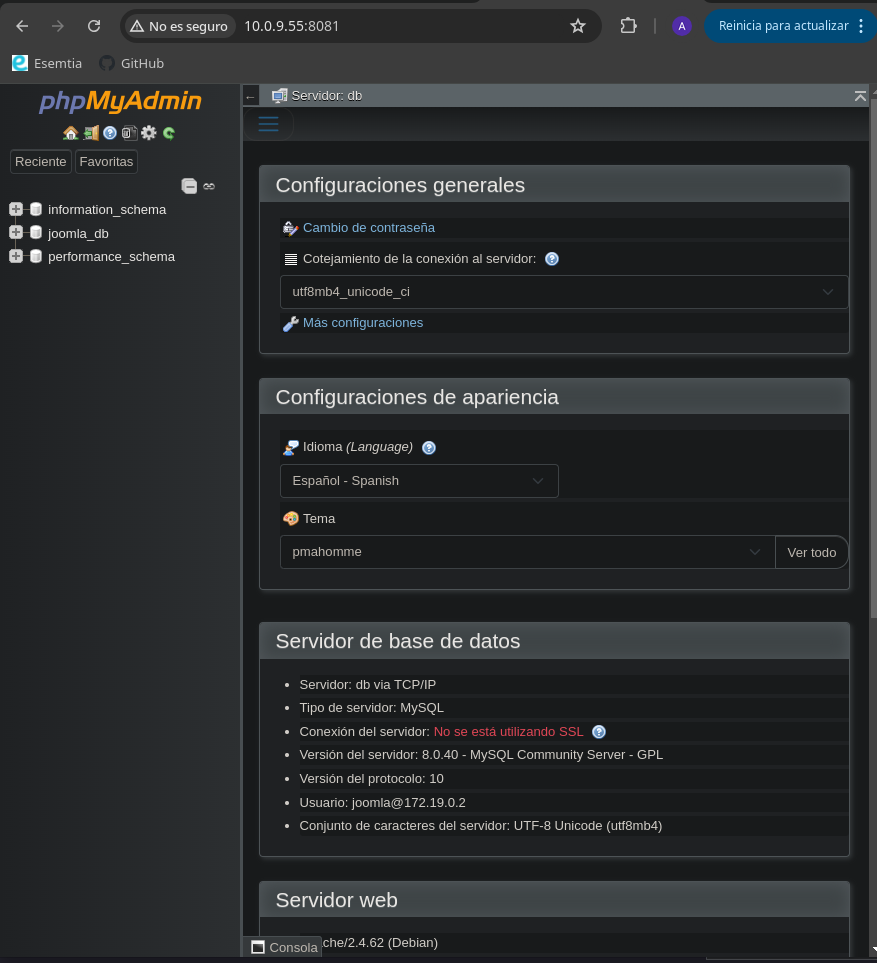 No es seguro 10.0.9.55:8081 A Reinicia para actualizar
Esemtia GitHub
phpMyAdmin
Reciente Favoritas
information_schema
joomla_db
performance_schema
Servidor: db
Configuraciones generales
Cambio de contraseña
Cotejamiento de la conexión al servidor:
utf8mb4_unicode_ci
Más configuraciones
Configuraciones de apariencia
Idioma (Language)
Español - Spanish
Tema
pmahomme Ver todo
Servidor de base de datos
Servidor: db via TCP/IP
Tipo de servidor: MySQL
Conexión del servidor: No se está utilizando SSL
Versión del servidor: 8.0.40 - MySQL Community Server - GPL
Versión del protocolo: 10
Usuario: joomla@172.19.0.2
Conjunto de caracteres del servidor: UTF-8 Unicode (utf8mb4)
Servidor web
che/2.4.62 (Debian)
Consola